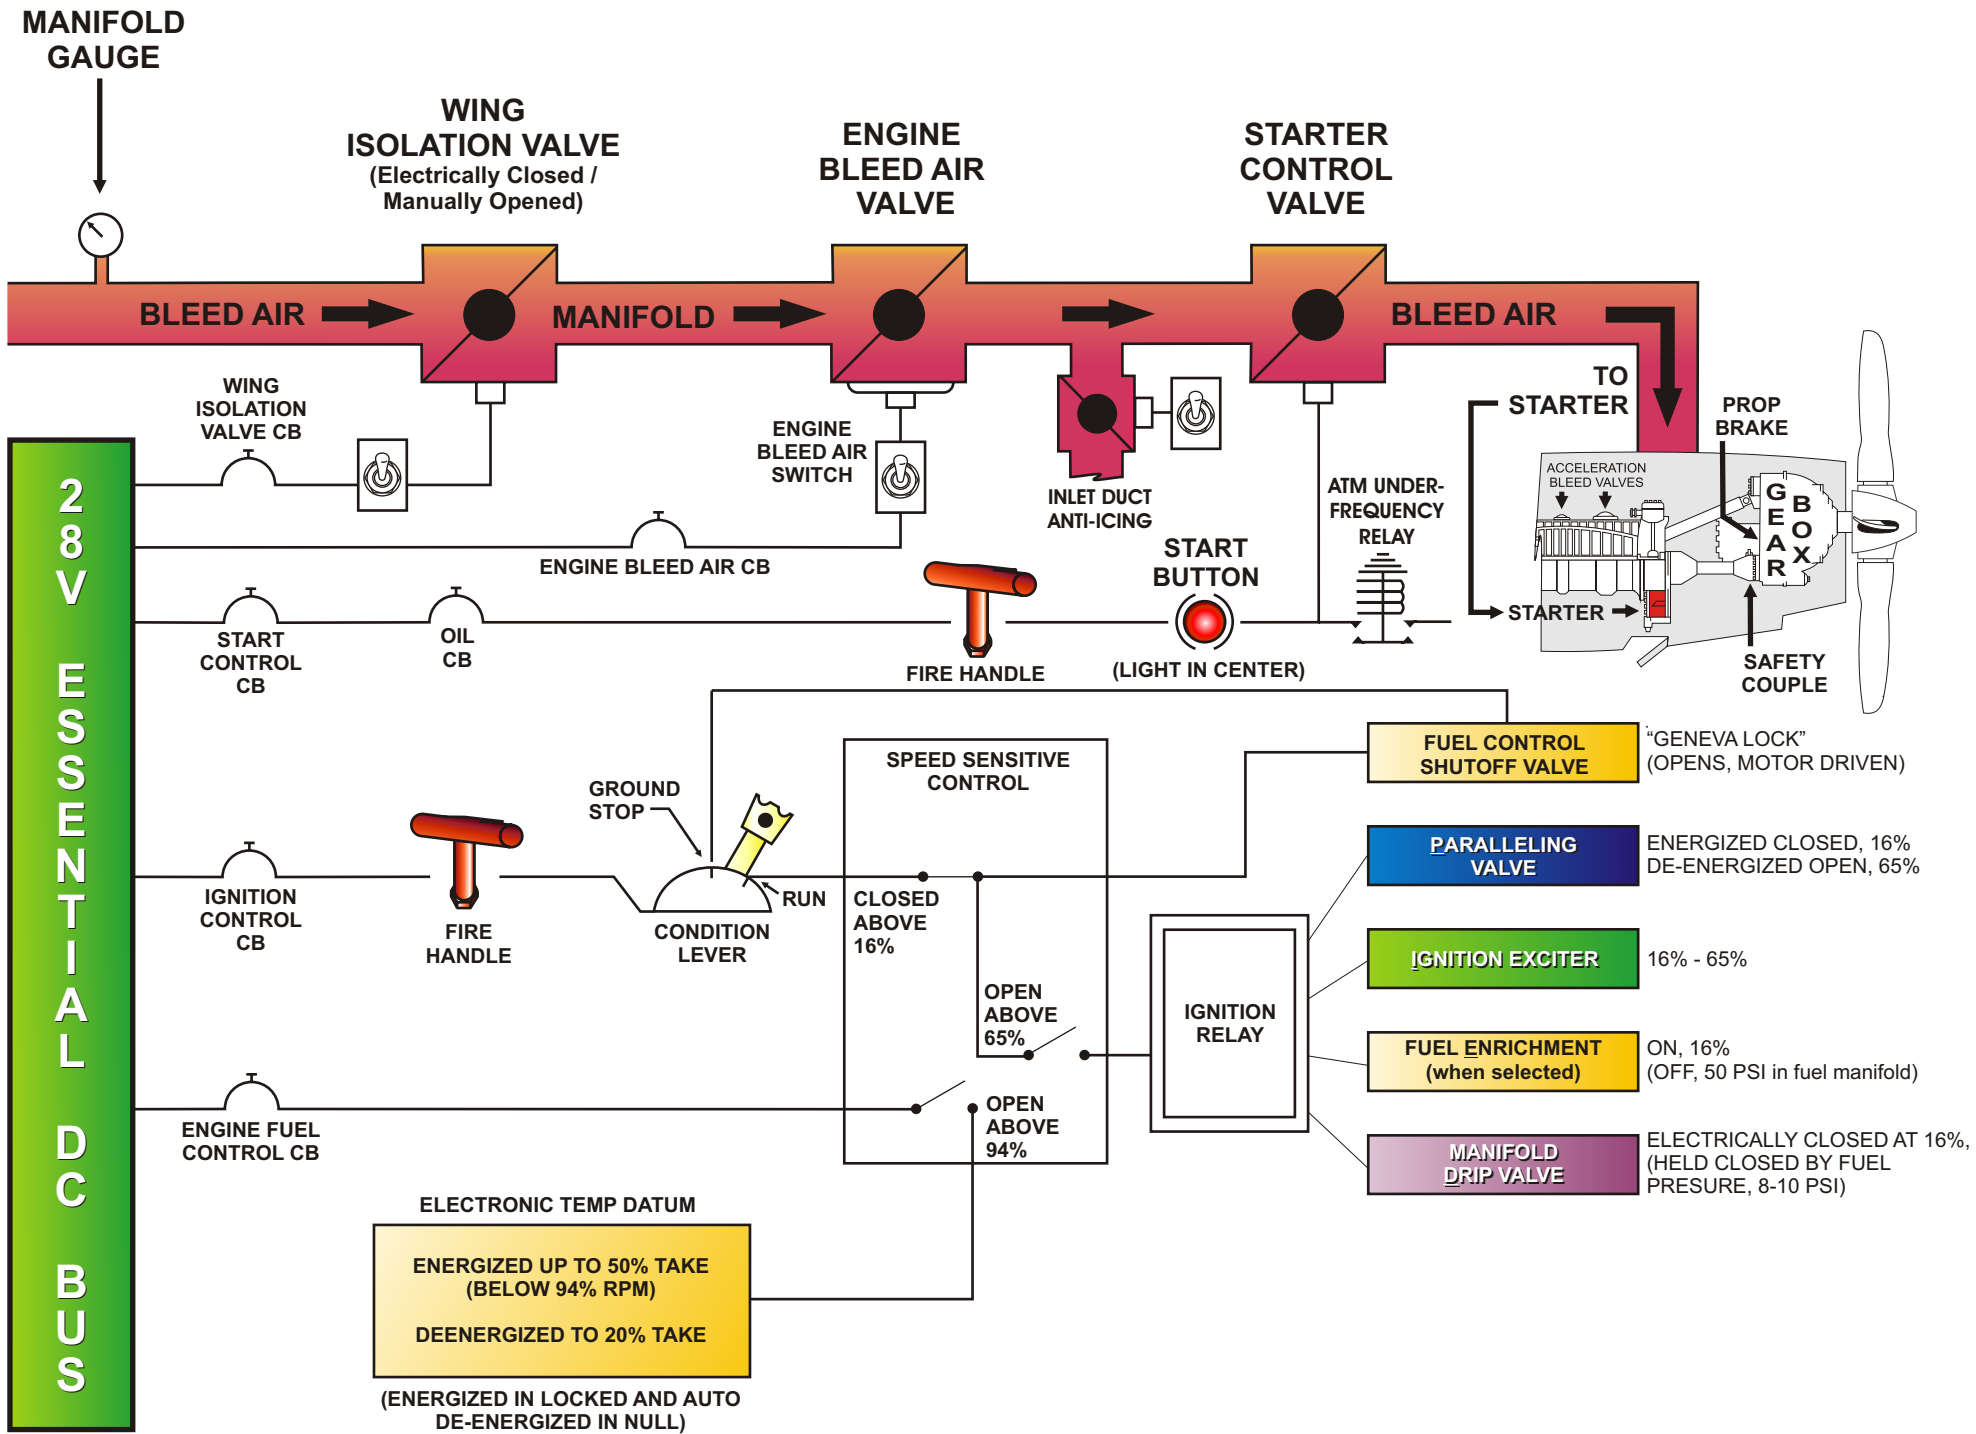 MANIFOLD
GAUGE
WING
ISOLATION VALVE
(Electrically Closed /
Manually Opened)
ENGINE
BLEED AIR
VALVE
STARTER
CONTROL
VALVE
BLEED AIR
MANIFOLD
BLEED AIR
WING
ISOLATION
VALVE CB
ENGINE
BLEED AIR
SWITCH
INLET DUCT
ANTI-ICING
TO
STARTER
PROP
BRAKE
ACCELERATION
BLEED VALVES
GEAR
BOX
STARTER
SAFETY
COUPLE
ATM UNDER-
FREQUENCY
RELAY
28V ESSENTIAL DC BUS
ENGINE BLEED AIR CB
START
BUTTON
(LIGHT IN CENTER)
START
CONTROL
CB
OIL
CB
FIRE HANDLE
SPEED SENSITIVE
CONTROL
FUEL CONTROL
SHUTOFF VALVE
“GENEVA LOCK”
(OPENS, MOTOR DRIVEN)
GROUND
STOP
RUN
CONDITION
LEVER
IGNITION
CONTROL
CB
FIRE
HANDLE
CLOSED
ABOVE
16%
PARALLELING
VALVE
ENERGIZED CLOSED, 16%
DE-ENERGIZED OPEN, 65%
IGNITION EXCITER
16% - 65%
OPEN
ABOVE
65%
IGNITION
RELAY
FUEL ENRICHMENT
(when selected)
ON, 16%
(OFF, 50 PSI in fuel manifold)
ENGINE FUEL
CONTROL CB
OPEN
ABOVE
94%
MANIFOLD
DRIP VALVE
ELECTRICALLY CLOSED AT 16%,
(HELD CLOSED BY FUEL
PRESURE, 8-10 PSI)
ELECTRONIC TEMP DATUM
ENERGIZED UP TO 50% TAKE
(BELOW 94% RPM)
DEENERGIZED TO 20% TAKE
(ENERGIZED IN LOCKED AND AUTO
DE-ENERGIZED IN NULL)